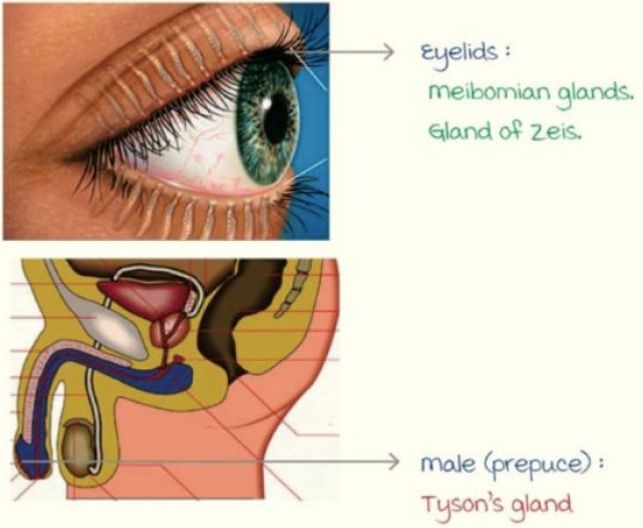 Eyelids :
meibomian glands.
Gland of Zeis.
male (prepuce) :
Tyson's gland